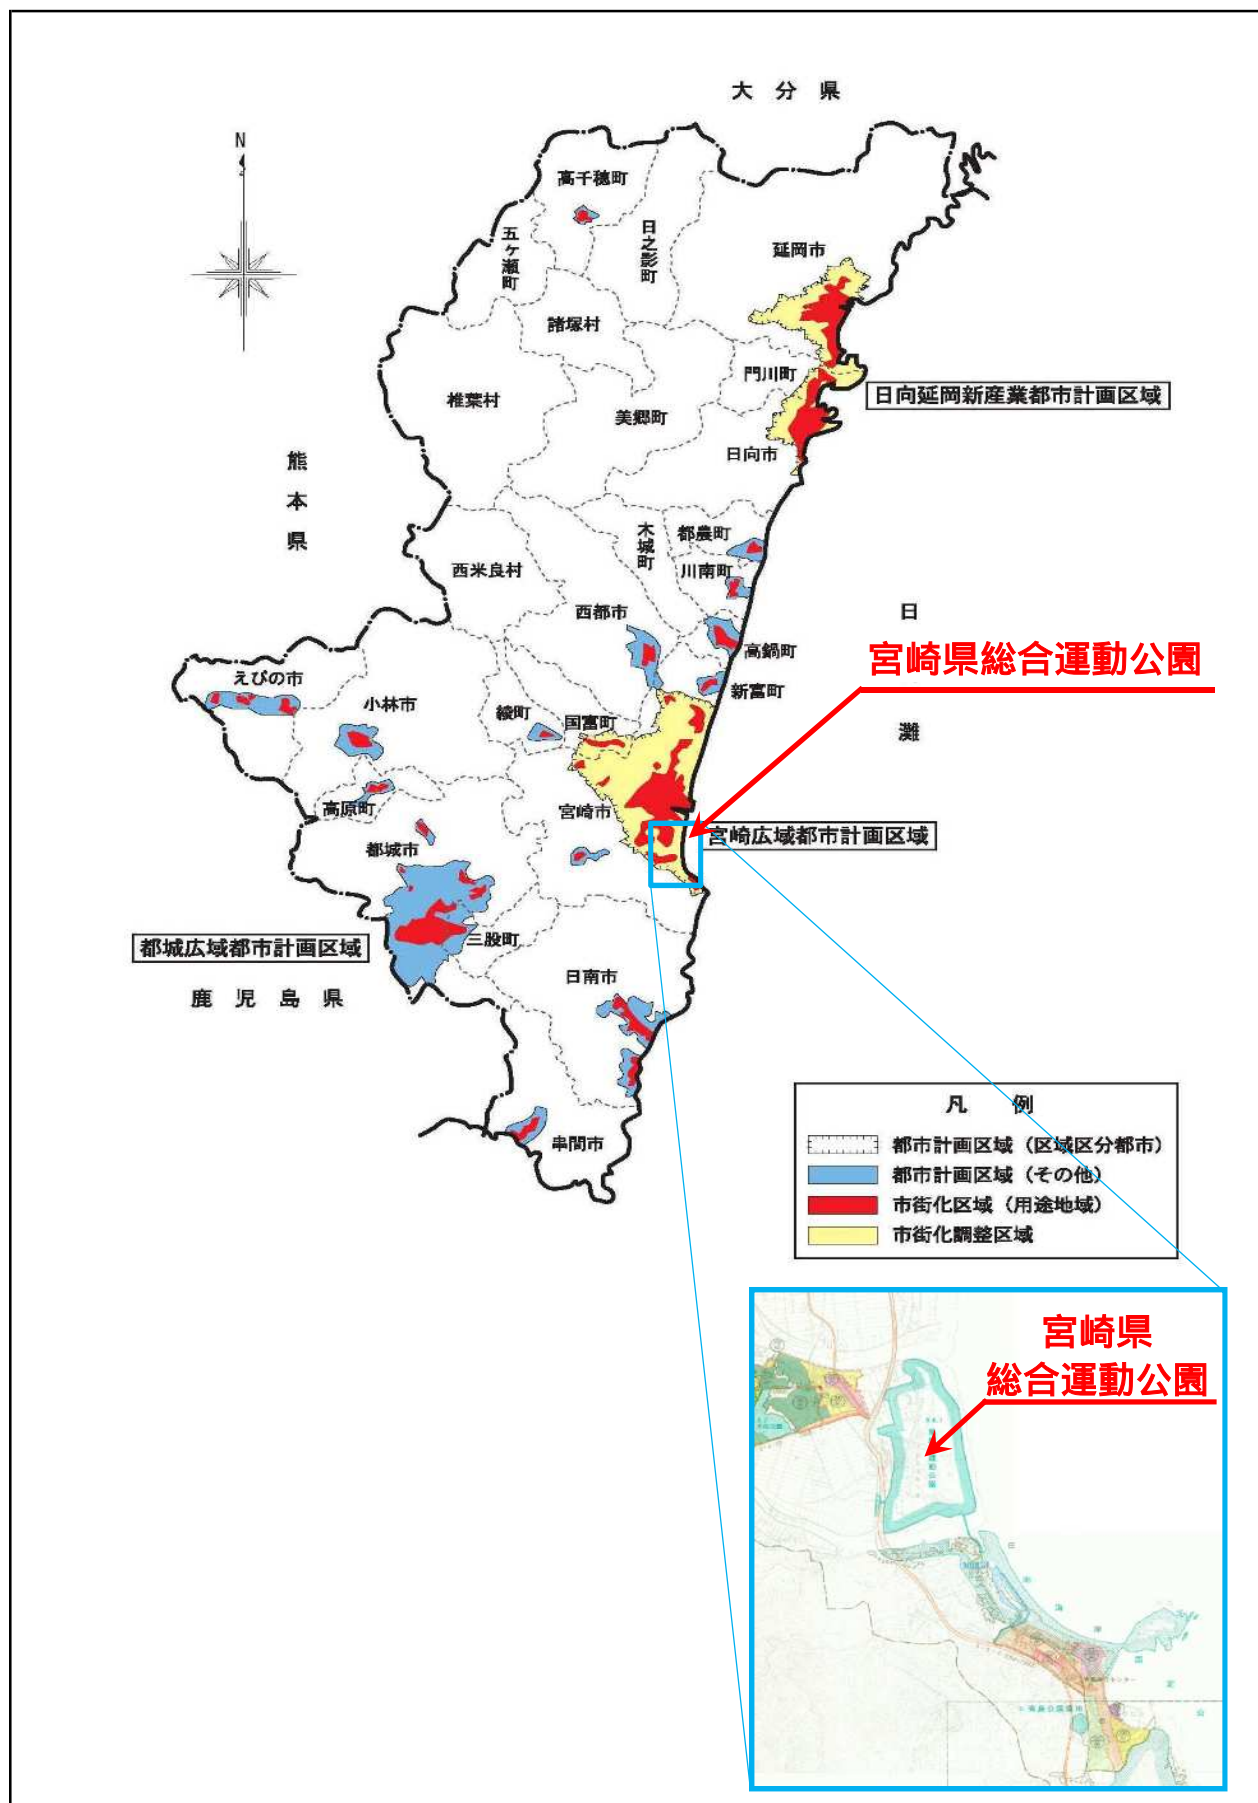 大分県
N
高千穂町
日之影町
五ヶ瀬町
延岡市
諸塚村
門川町
日向延岡新産業都市計画区域
椎葉村
美郷町
日向市
熊本県
木城町
都農町
川南町
西米良村
西都市
日向灘
高鍋町
宮崎県総合運動公園
えびの市
新富町
小林市
綾町
国富町
高原町
宮崎市
宮崎広域都市計画区域
都城市
三股町
都城広域都市計画区域
日南市
鹿児島県
串間市
凡例
都市計画区域（区域区分都市）
都市計画区域（その他）
市街化区域（用途地域）
市街化調整区域
宮崎県
総合運動公園